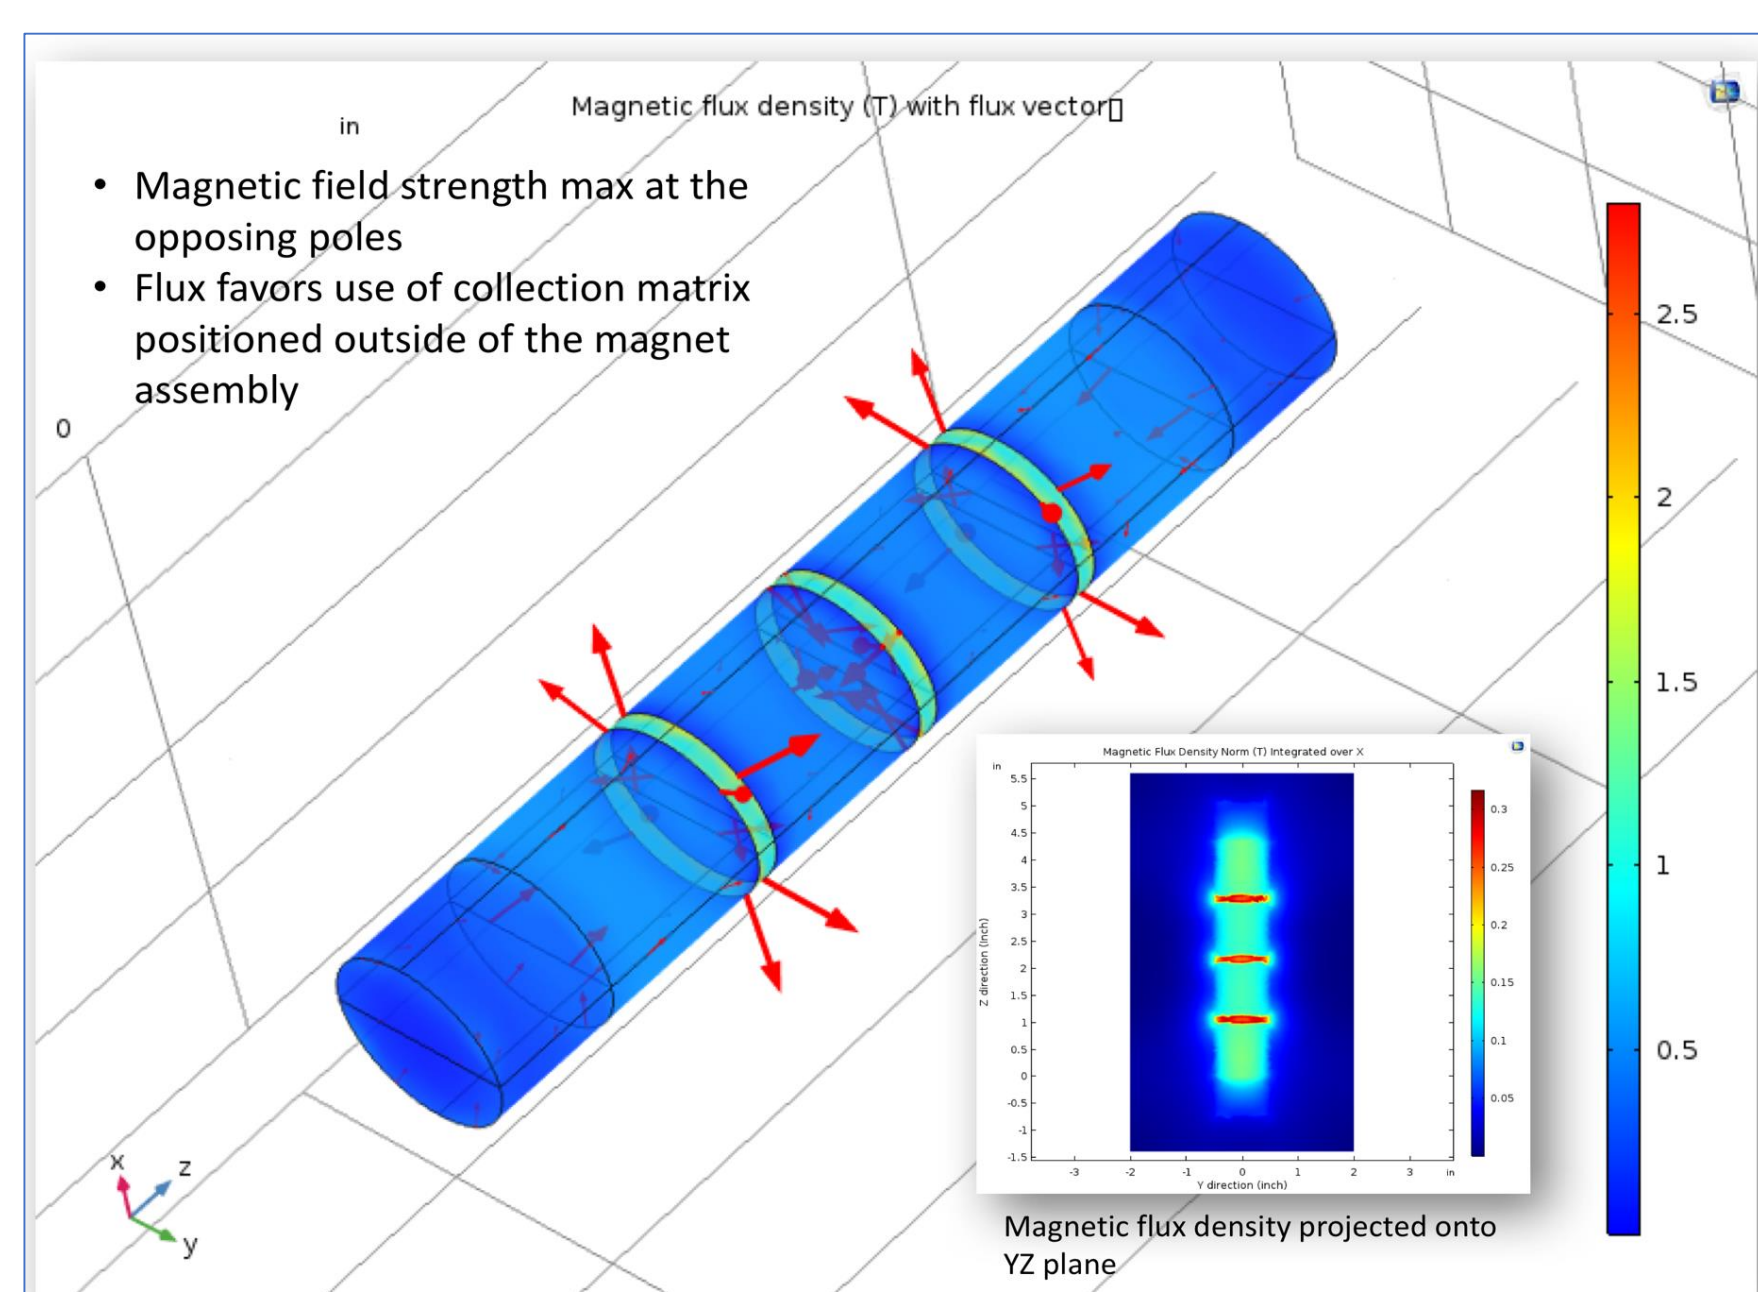 Magnetic flux density (T) with flux vector▯
in
• Magnetic field strength max at the
opposing poles
• Flux favors use of collection matrix
positioned outside of the magnet
assembly
0
2.5
2
1.5
1
0.5
x
z
y
Magnetic Flux Density Norm (T) Integrated over X
in
5.5
5
4.5
4
3.5
3
2.5
2
1.5
1
0.5
0
-0.5
-1
-1.5
Z direction (Inch)
-3 -2 -1 0 1 2 3 in
Y direction (inch)
0.3
0.25
0.2
0.15
0.1
0.05
Magnetic flux density projected onto
YZ plane